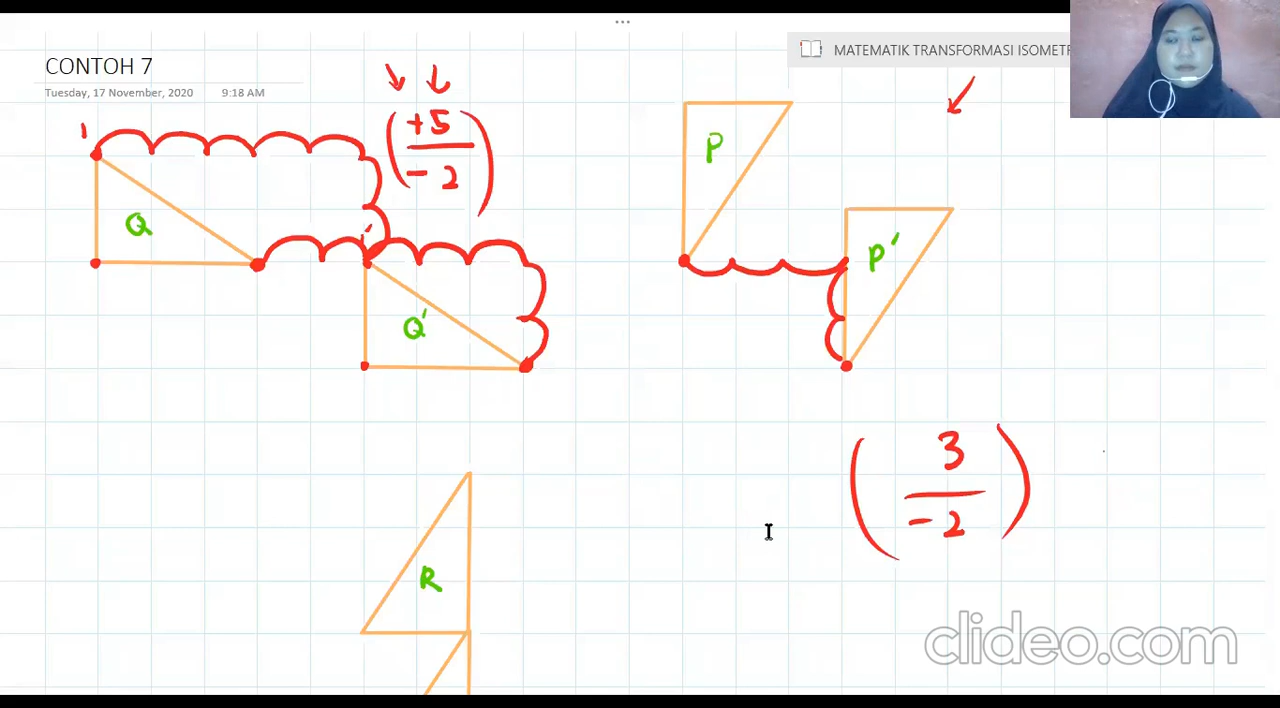 CONTOH 7
Tuesday, 17 November, 2020 9:18 AM
MATEMATIK TRANSFORMASI ISOMETR
+5
-2
Q
Q'
P
P'
3
-2
R
clideo.com